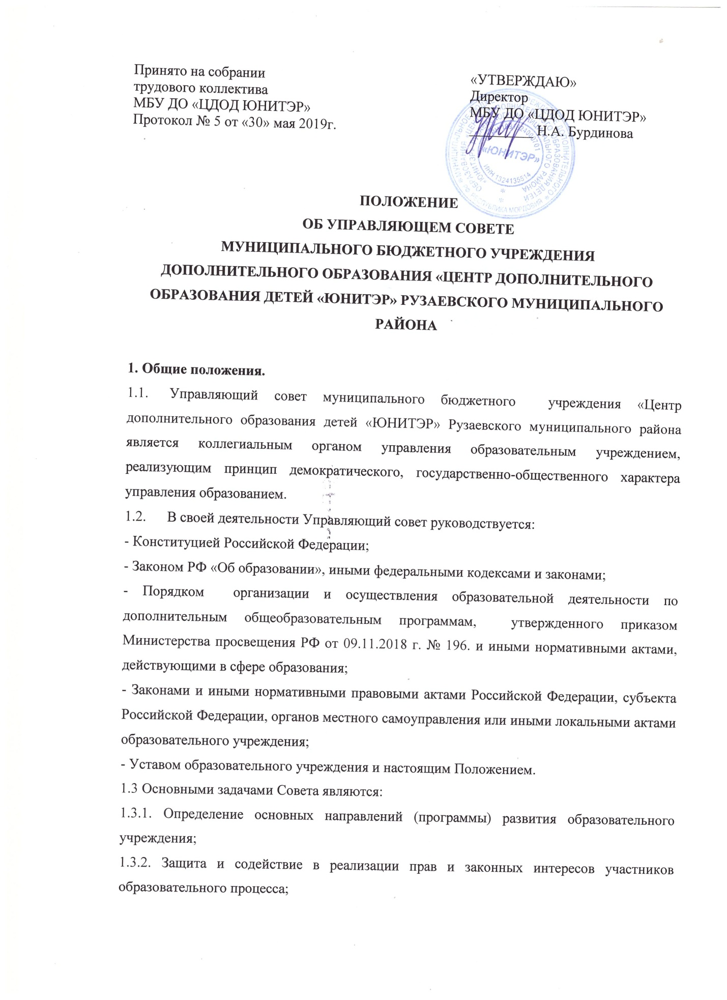 Принято на собрании
трудового коллектива
МБУ ДО «ЦДОД ЮНИТЭР»
Протокол № 5 от «30» мая 2019г.
«УТВЕРЖДАЮ»
Директор
МБУ ДО «ЦДОД ЮНИТЭР»
_________ Н.А. Бурдинова
«ЮНИТЭР»
ИНН 1324135514
РФ РЕСПУБЛИКА МОРДОВИЯ
ПОЛОЖЕНИЕ
ОБ УПРАВЛЯЮЩЕМ СОВЕТЕ
МУНИЦИПАЛЬНОГО БЮДЖЕТНОГО УЧРЕЖДЕНИЯ
ДОПОЛНИТЕЛЬНОГО ОБРАЗОВАНИЯ «ЦЕНТР ДОПОЛНИТЕЛЬНОГО
ОБРАЗОВАНИЯ ДЕТЕЙ «ЮНИТЭР» РУЗАЕВСКОГО МУНИЦИПАЛЬНОГО
РАЙОНА
1. Общие положения.
1.1. Управляющий совет муниципального бюджетного учреждения «Центр
дополнительного образования детей «ЮНИТЭР» Рузаевского муниципального района
является коллегиальным органом управления образовательным учреждением,
реализующим принцип демократического, государственно-общественного характера
управления образованием.
1.2. В своей деятельности Управляющий совет руководствуется:
- Конституцией Российской Федерации;
- Законом РФ «Об образовании», иными федеральными кодексами и законами;
- Порядком организации и осуществления образовательной деятельности по
дополнительным общеобразовательным программам, утвержденного приказом
Министерства просвещения РФ от 09.11.2018 г. № 196. и иными нормативными актами,
действующими в сфере образования;
- Законами и иными нормативными правовыми актами Российской Федерации, субъекта
Российской Федерации, органов местного самоуправления или иными локальными актами
образовательного учреждения;
- Уставом образовательного учреждения и настоящим Положением.
1.3 Основными задачами Совета являются:
1.3.1. Определение основных направлений (программы) развития образовательного
учреждения;
1.3.2. Защита и содействие в реализации прав и законных интересов участников
образовательного процесса;